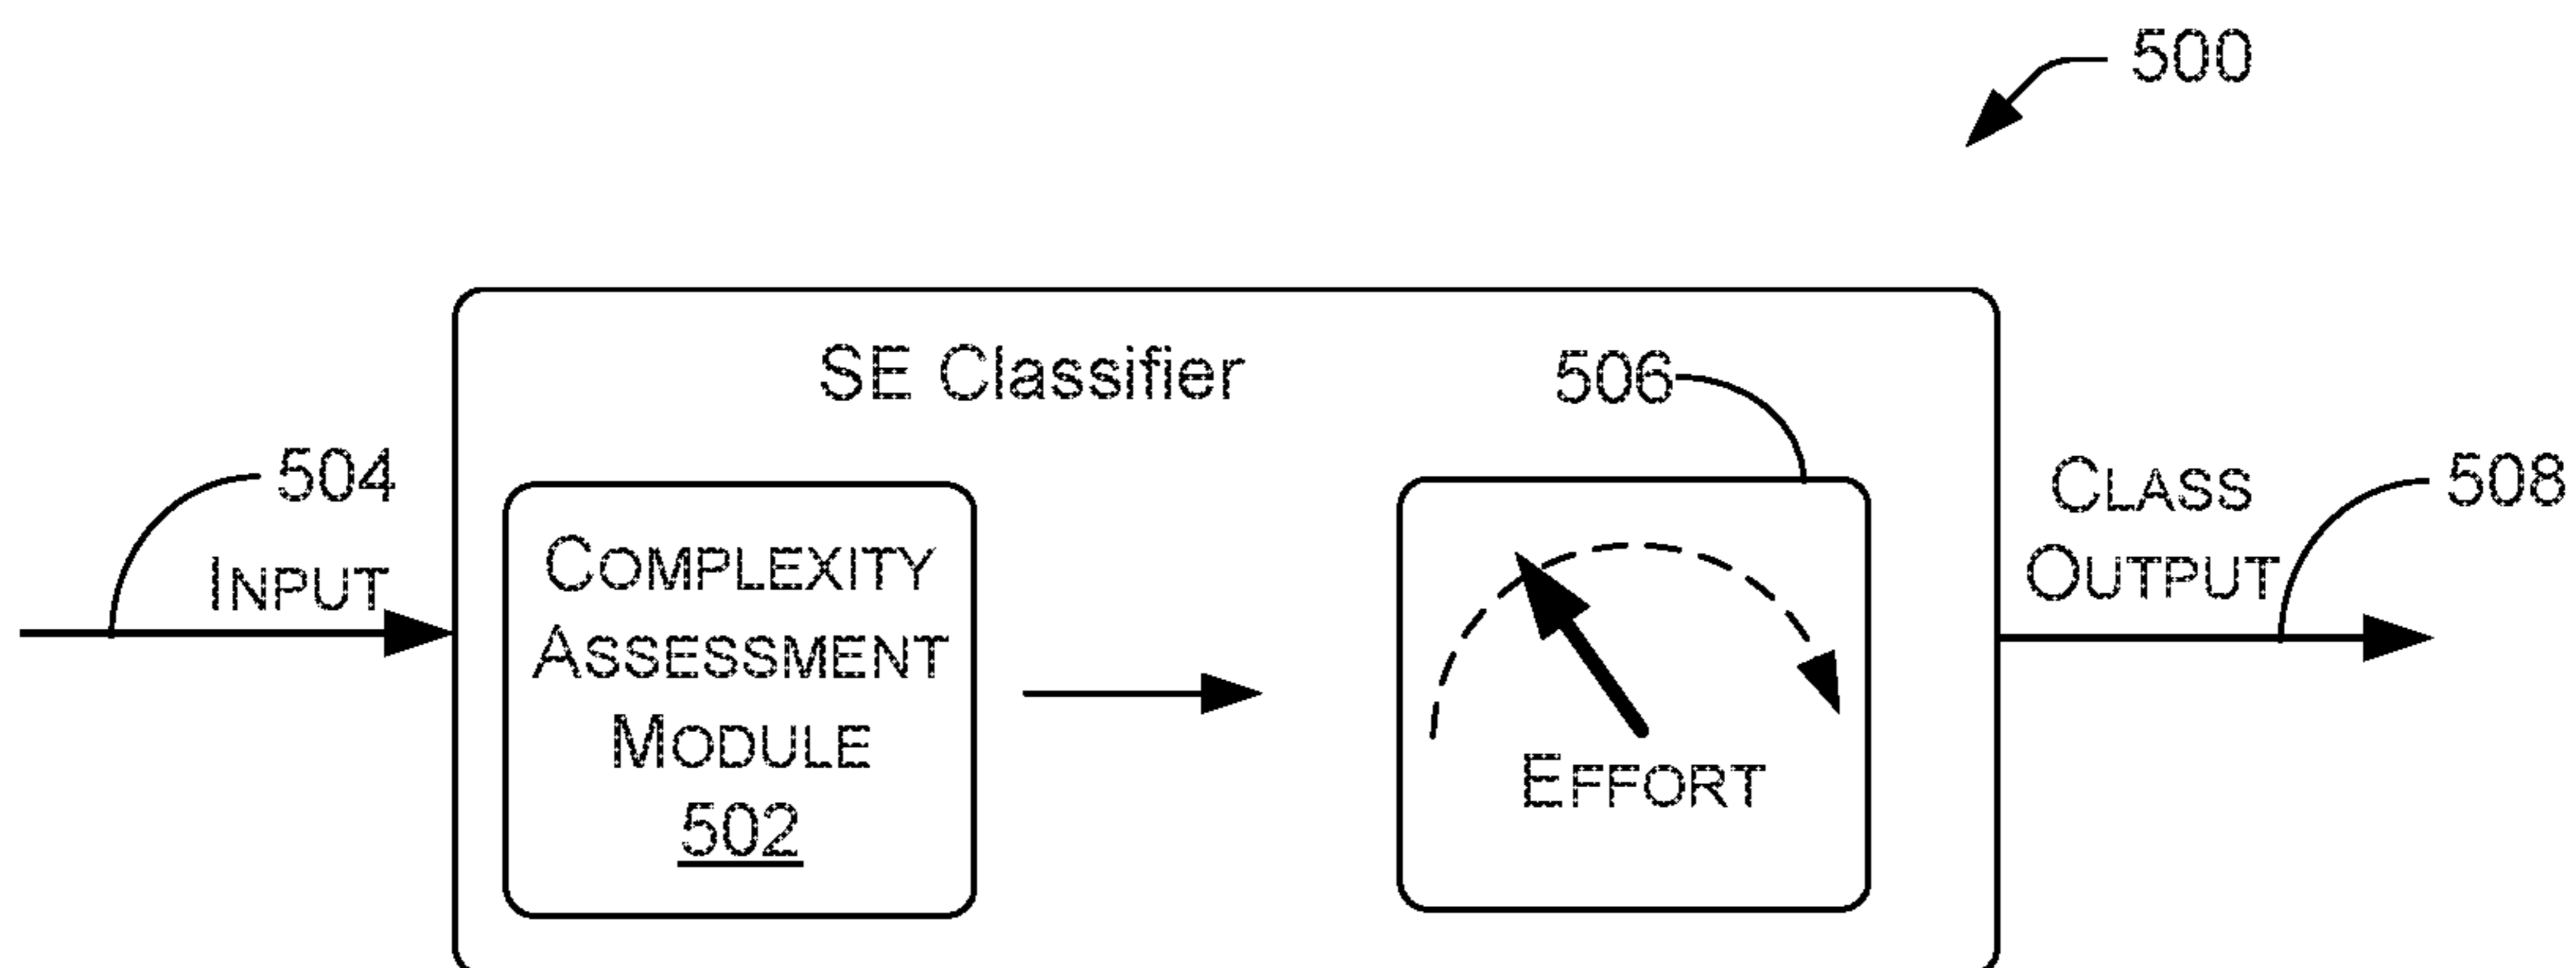 500
SE Classifier
506
504
INPUT
COMPLEXITY
ASSESSMENT
MODULE
502
EFFORT
CLASS
OUTPUT
508